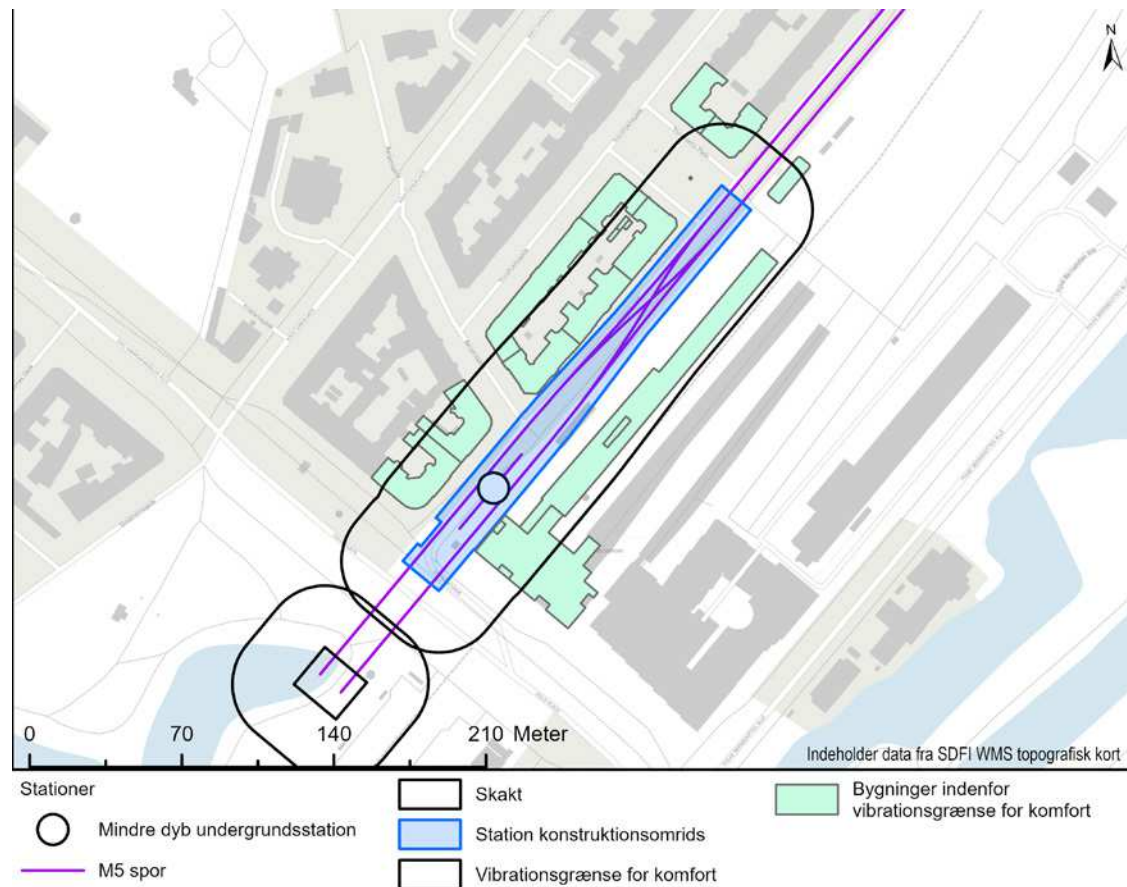 N
0 70 140 210 Meter
Indeholder data fra SDFI WMS topografisk kort
Stationer
Mindre dyb undergrundsstation
M5 spor
Skakt
Station konstruktionsomrids
Vibrationsgrænse for komfort
Bygninger indenfor
vibrationsgrænse for komfort